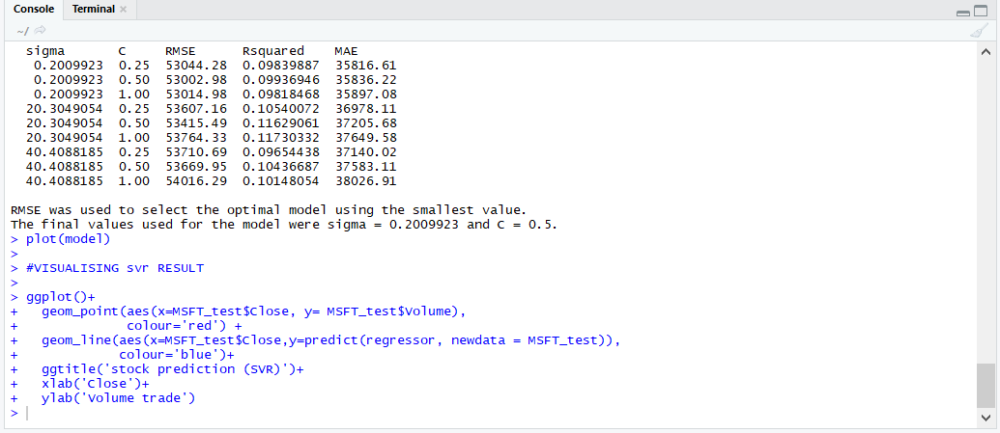 Console Terminal ×
~/
sigma C RMSE Rsquared MAE
0.2009923 0.25 53044.28 0.09839887 35816.61
0.2009923 0.50 53002.98 0.09936946 35836.22
0.2009923 1.00 53014.98 0.09818468 35897.08
20.3049054 0.25 53607.16 0.10540072 36978.11
20.3049054 0.50 53415.49 0.11629061 37205.68
20.3049054 1.00 53764.33 0.11730332 37649.58
40.4088185 0.25 53710.69 0.09654438 37140.02
40.4088185 0.50 53669.95 0.10436687 37583.11
40.4088185 1.00 54016.29 0.10148054 38026.91
RMSE was used to select the optimal model using the smallest value.
The final values used for the model were sigma = 0.2009923 and C = 0.5.
> plot(model)
>
> #VISUALISING svr RESULT
>
> ggplot()+
+ geom_point(aes(x=MSFT_test$Close, y= MSFT_test$Volume),
+ colour='red') +
+ geom_line(aes(x=MSFT_test$Close,y=predict(regressor, newdata = MSFT_test)),
+ colour='blue')+
+ ggtitle('stock prediction (SVR)')+
+ xlab('Close')+
+ ylab('Volume trade')
>